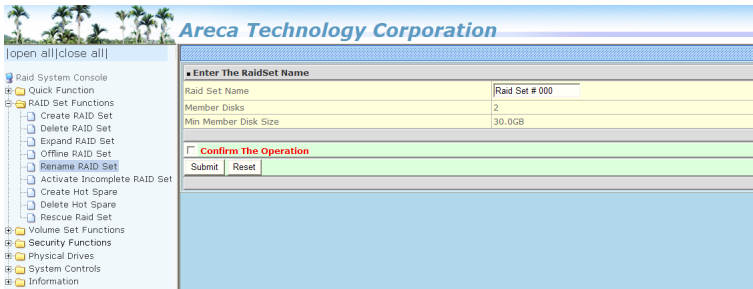 Areca Technology Corporation
|open all|close all|
Raid System Console
Quick Function
RAID Set Functions
Create RAID Set
Delete RAID Set
Expand RAID Set
Offline RAID Set
Rename RAID Set
Activate Incomplete RAID Set
Create Hot Spare
Delete Hot Spare
Rescue Raid Set
Volume Set Functions
Security Functions
Physical Drives
System Controls
Information
Enter The RaidSet Name
Raid Set Name Raid Set # 000
Member Disks 2
Min Member Disk Size 30.0GB
Confirm The Operation
Submit Reset